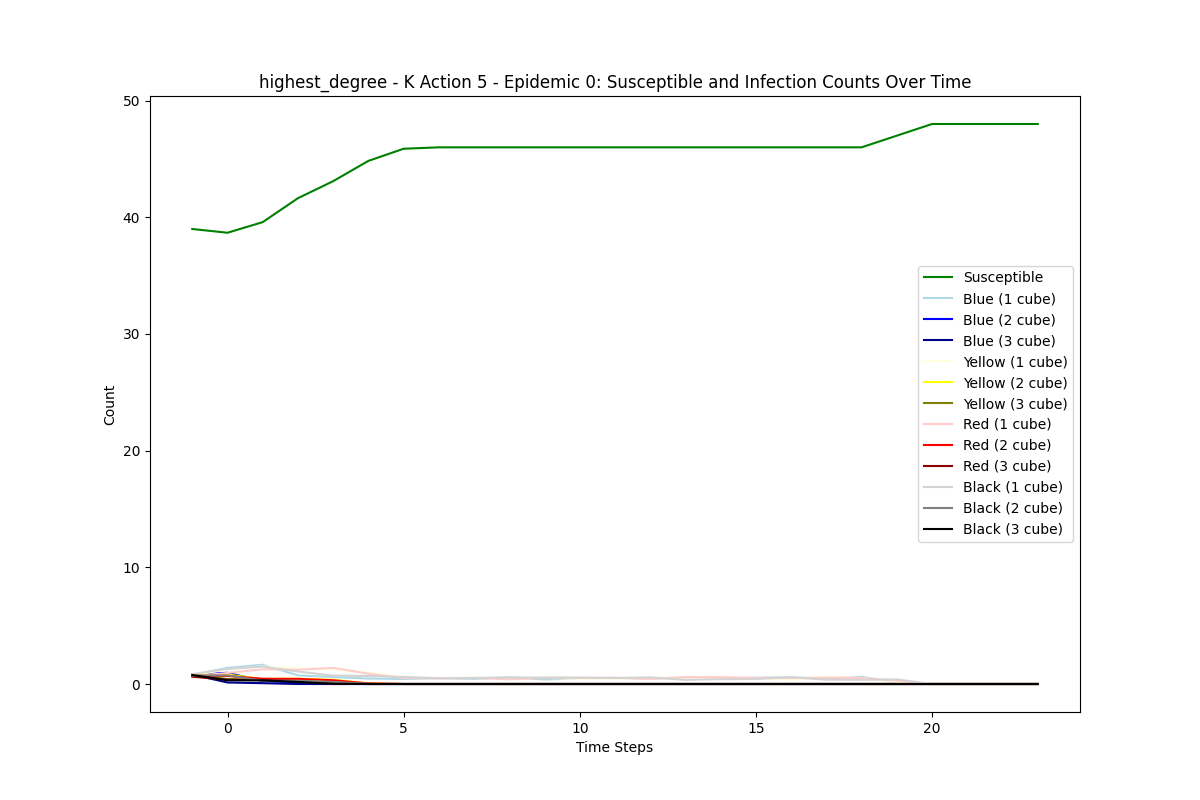 highest_degree - K Action 5 - Epidemic 0: Susceptible and Infection Counts Over Time
50
40
30
20
10
0
Count
Susceptible
Blue (1 cube)
Blue (2 cube)
Blue (3 cube)
Yellow (1 cube)
Yellow (2 cube)
Yellow (3 cube)
Red (1 cube)
Red (2 cube)
Red (3 cube)
Black (1 cube)
Black (2 cube)
Black (3 cube)
0 5 10 15 20
Time Steps